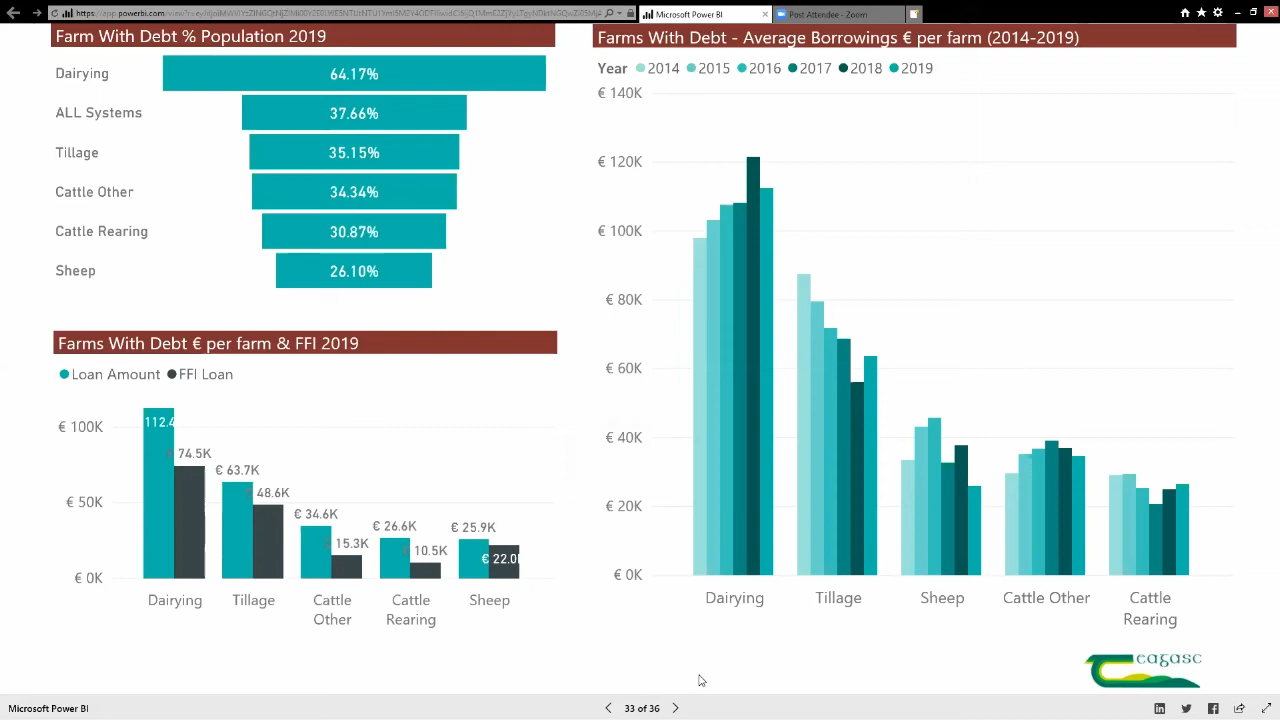 Microsoft Power BI
Post Attendee - Zoom
Farm With Debt % Population 2019
Dairying 64.17%
ALL Systems 37.66%
Tillage 35.15%
Cattle Other 34.34%
Cattle Rearing 30.87%
Sheep 26.10%
Farms With Debt € per farm & FFI 2019
Loan Amount FFI Loan
€ 100K
€ 50K
€ 0K
112.4
€ 74.5K
€ 63.7K
€ 48.6K
€ 34.6K
€ 15.3K
€ 26.6K
€ 10.5K
€ 25.9K
€ 22.0
Dairying Tillage Cattle Other Cattle Rearing Sheep
Farms With Debt - Average Borrowings € per farm (2014-2019)
Year 2014 2015 2016 2017 2018 2019
€ 140K
€ 120K
€ 100K
€ 80K
€ 60K
€ 40K
€ 20K
€ 0K
Dairying Tillage Sheep Cattle Other Cattle Rearing
eagasc
Microsoft Power BI
33 of 36